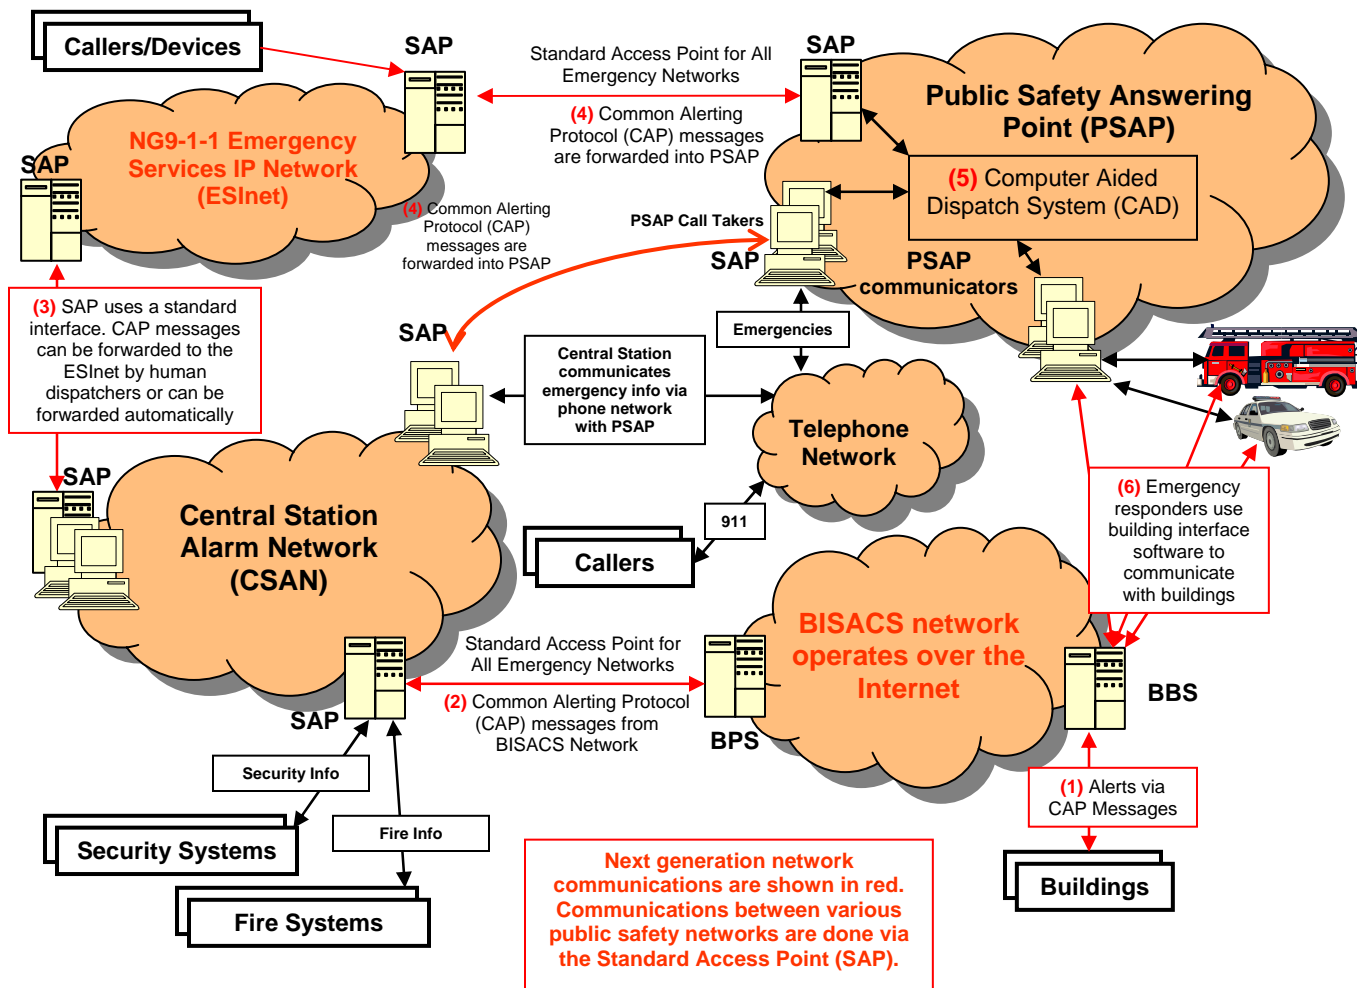 Callers/Devices
SAP
Standard Access Point for All
Emergency Networks
(4) Common Alerting
Protocol (CAP) messages
are forwarded into PSAP
SAP
Public Safety Answering
Point (PSAP)
NG9-1-1 Emergency
Services IP Network
(ESInet)
SAP
(5) Computer Aided
Dispatch System (CAD)
(4) Common Alerting
Protocol (CAP)
messages are
forwarded into PSAP
PSAP Call Takers
SAP
PSAP
communicators
(3) SAP uses a standard
interface. CAP messages
can be forwarded to the
ESInet by human
dispatchers or can be
forwarded automatically
SAP
Emergencies
Central Station
communicates
emergency info via
phone network
with PSAP
Telephone
Network
SAP
Central Station
Alarm Network
(CSAN)
911
Callers
(6) Emergency
responders use
building interface
software to
communicate
with buildings
BISACS network
operates over the
Internet
Standard Access Point for
All Emergency Networks
(2) Common Alerting Protocol
(CAP) messages from
BISACS Network
SAP
BPS
BBS
Security Info
(1) Alerts via
CAP Messages
Fire Info
Security Systems
Fire Systems
Buildings
Next generation network
communications are shown in red.
Communications between various
public safety networks are done via
the Standard Access Point (SAP).